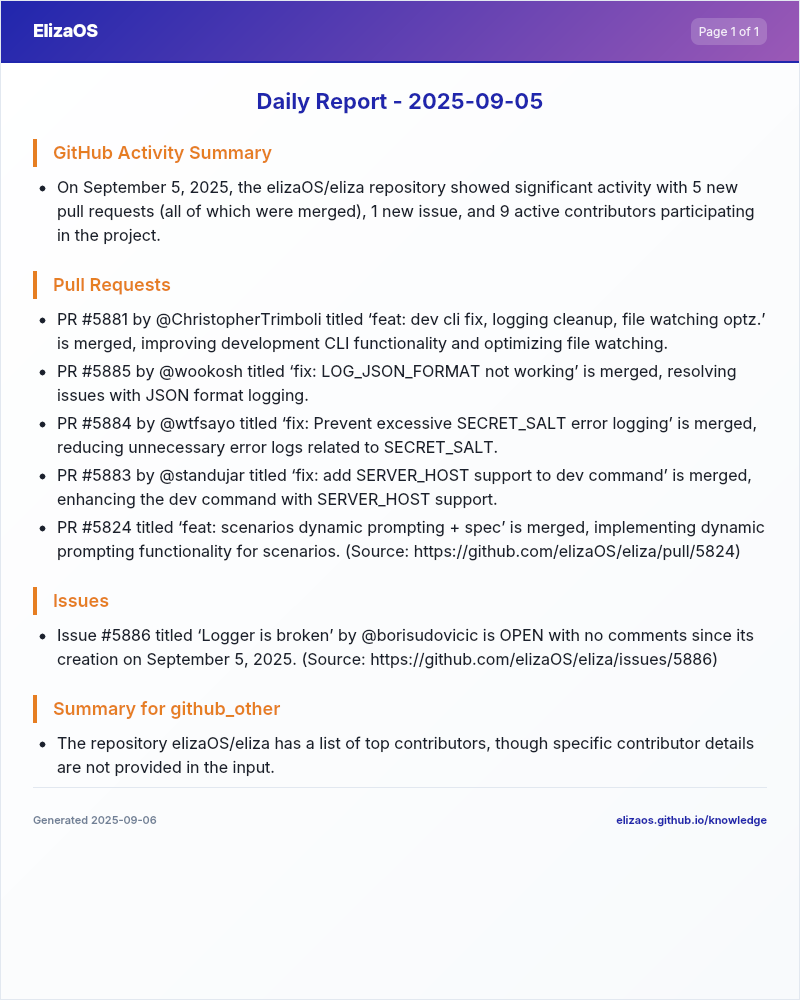 ElizaOS
Page 1 of 1
Daily Report - 2025-09-05
GitHub Activity Summary
• On September 5, 2025, the elizaOS/eliza repository showed significant activity with 5 new
pull requests (all of which were merged), 1 new issue, and 9 active contributors participating
in the project.
Pull Requests
• PR #5881 by @ChristopherTrimboli titled ‘feat: dev cli fix, logging cleanup, file watching optz.’
is merged, improving development CLI functionality and optimizing file watching.
• PR #5885 by @wookosh titled ‘fix: LOG_JSON_FORMAT not working’ is merged, resolving
issues with JSON format logging.
• PR #5884 by @wtfsayo titled ‘fix: Prevent excessive SECRET_SALT error logging’ is merged,
reducing unnecessary error logs related to SECRET_SALT.
• PR #5883 by @standujar titled ‘fix: add SERVER_HOST support to dev command’ is merged,
enhancing the dev command with SERVER_HOST support.
• PR #5824 titled ‘feat: scenarios dynamic prompting + spec’ is merged, implementing dynamic
prompting functionality for scenarios. (Source: https://github.com/elizaOS/eliza/pull/5824)
Issues
• Issue #5886 titled ‘Logger is broken’ by @borisudovicic is OPEN with no comments since its
creation on September 5, 2025. (Source: https://github.com/elizaOS/eliza/issues/5886)
Summary for github_other
• The repository elizaOS/eliza has a list of top contributors, though specific contributor details
are not provided in the input.
Generated 2025-09-06
elizaos.github.io/knowledge